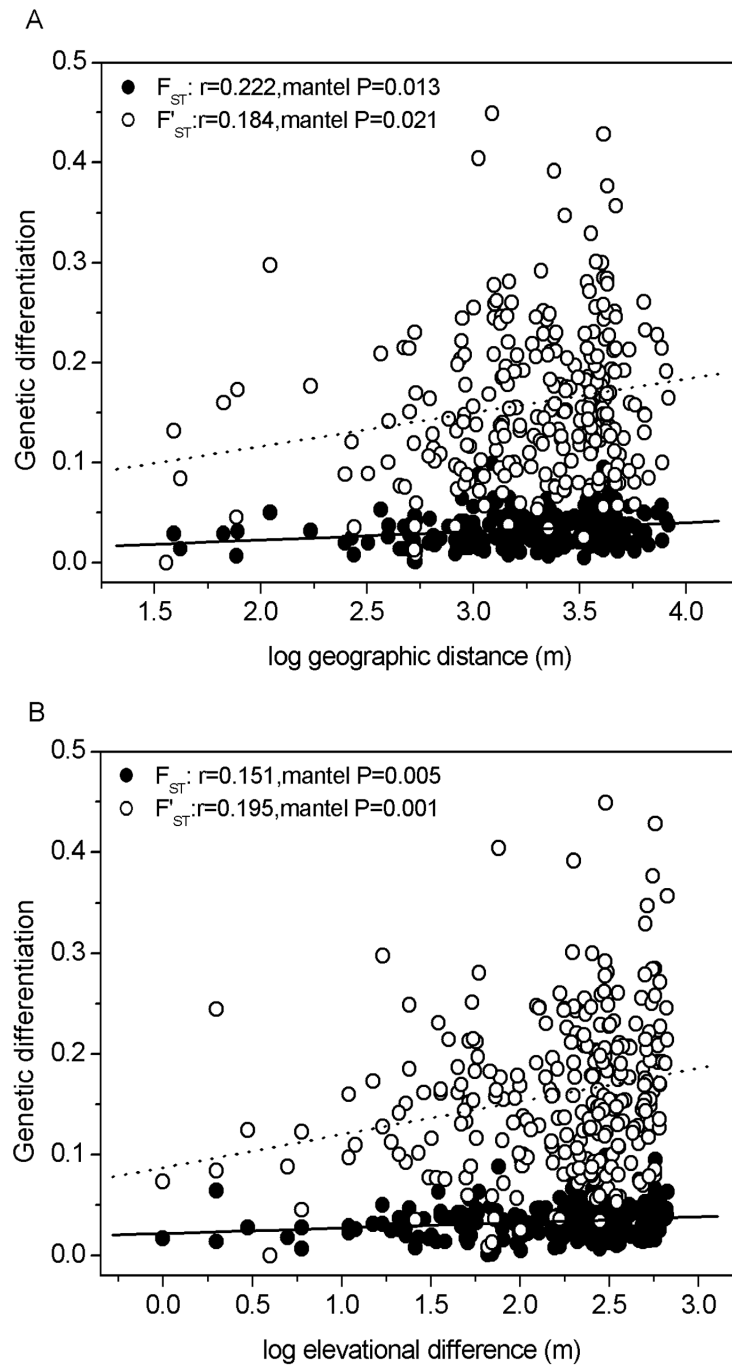 A
0.5
0.4
0.3
0.2
0.1
0.0
Genetic differentiation
F_ST: r=0.222,mantel P=0.013
F'_ST:r=0.184,mantel P=0.021
1.5 2.0 2.5 3.0 3.5 4.0
log geographic distance (m)
B
0.5
0.4
0.3
0.2
0.1
0.0
Genetic differentiation
F_ST: r=0.151,mantel P=0.005
F'_ST:r=0.195,mantel P=0.001
0.0 0.5 1.0 1.5 2.0 2.5 3.0
log elevational difference (m)